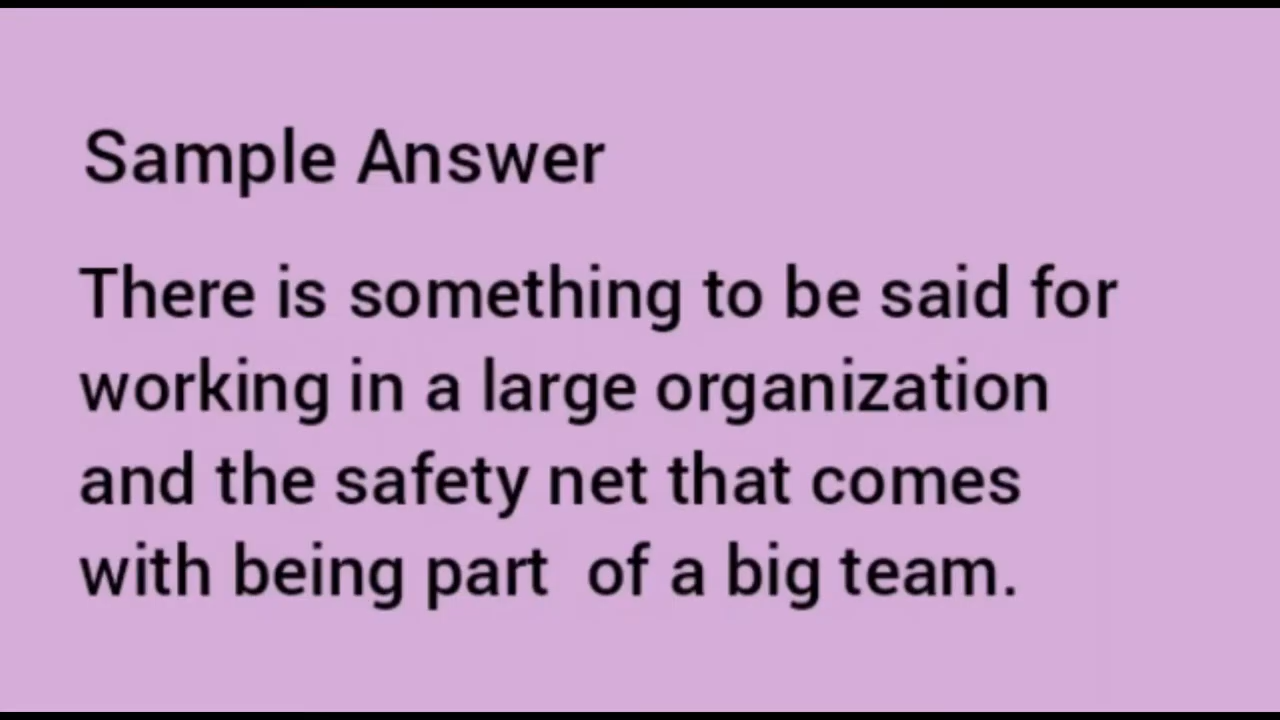 Sample Answer
There is something to be said for
working in a large organization
and the safety net that comes
with being part  of a big team.